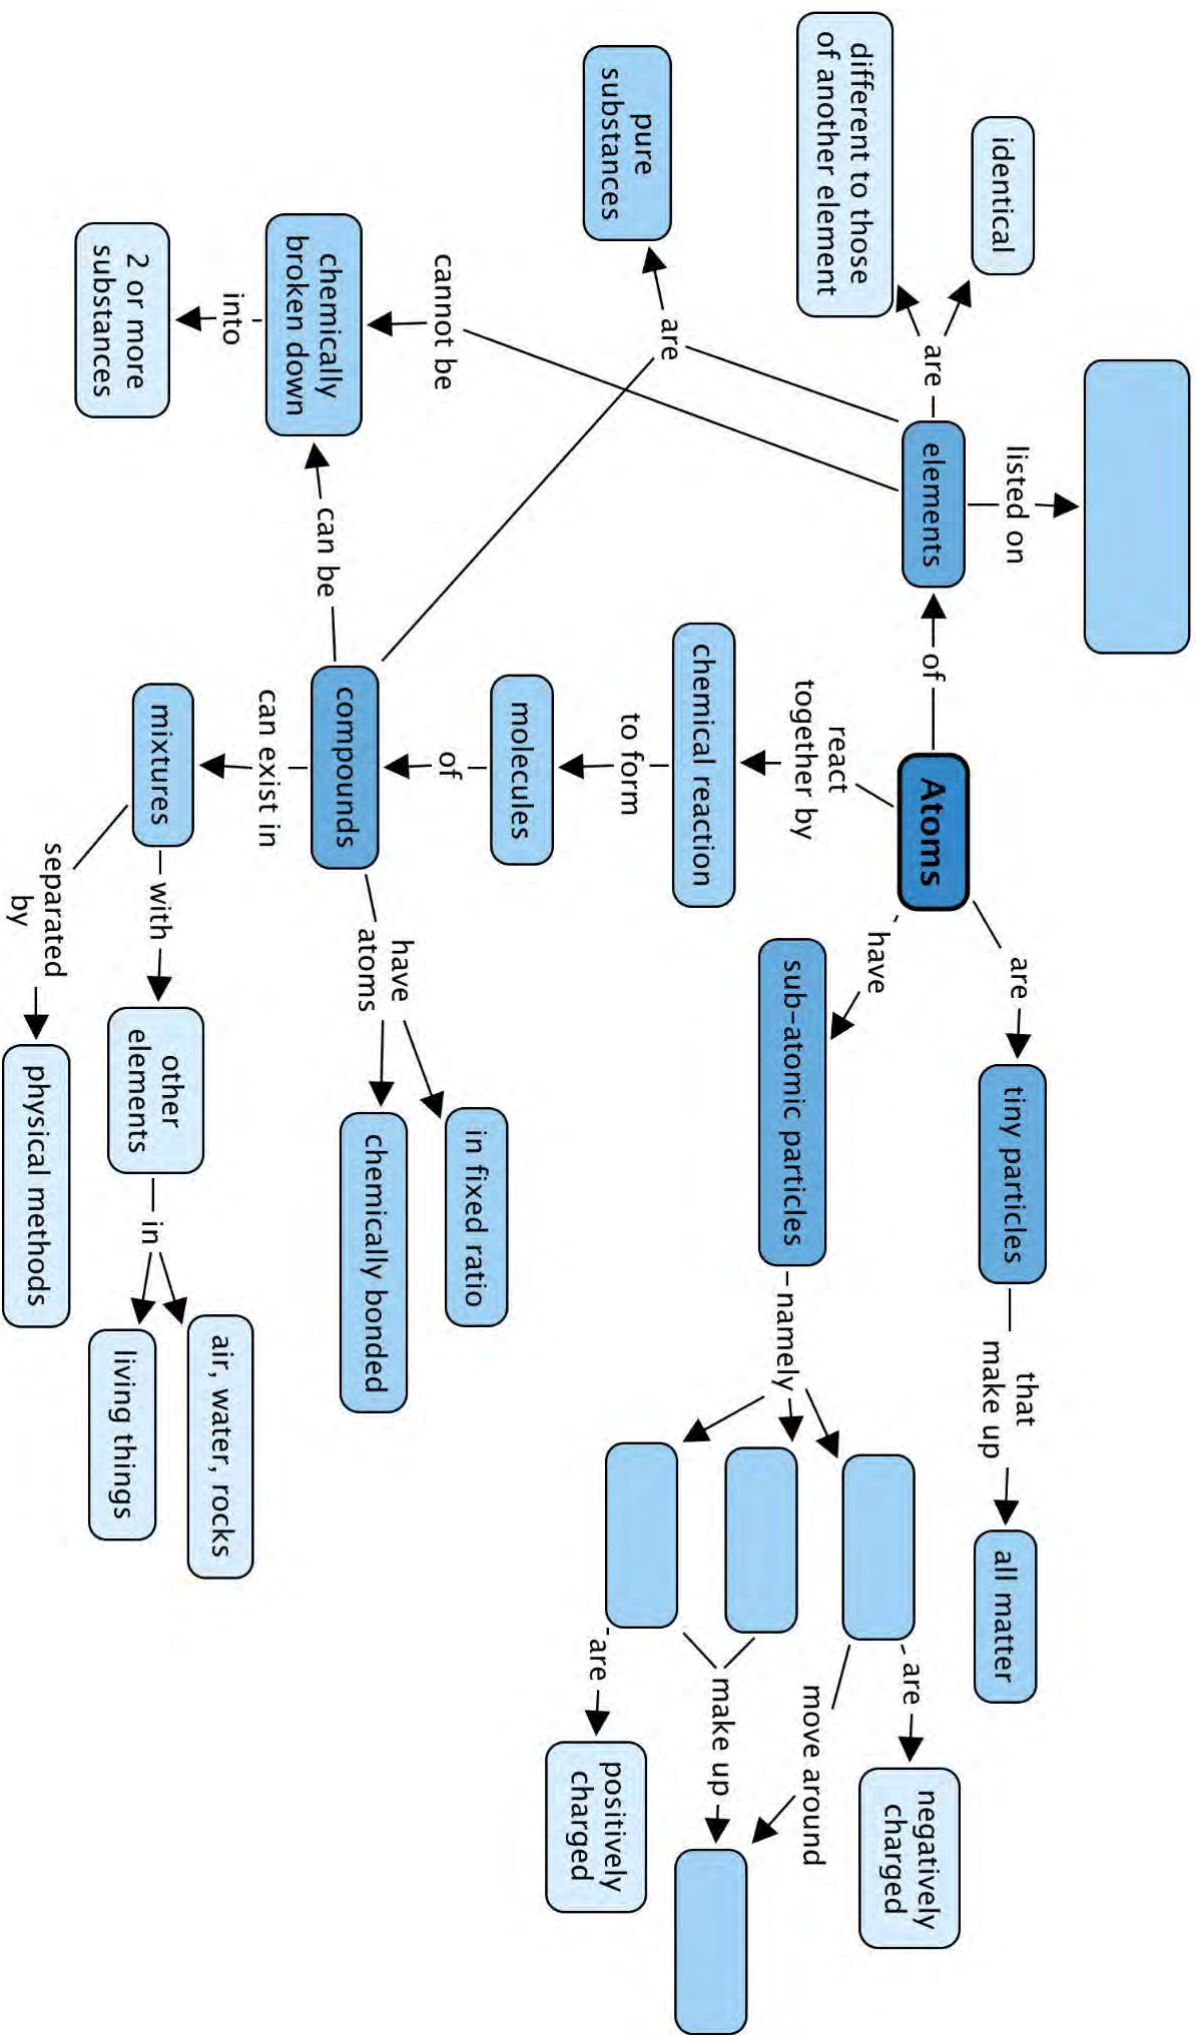 Atoms
are
tiny particles
that
make up
all matter
have
sub-atomic particles
namely
are
negatively
charged
move around
make up
are
positively
charged
of
elements
listed on
are
identical
different to those
of another element
are
pure
substances
cannot be
chemically
broken down
into
2 or more
substances
react
together by
chemical reaction
to form
molecules
of
compounds
can be
have
atoms
in fixed ratio
chemically bonded
can exist in
mixtures
with
other
elements
in
air, water, rocks
living things
separated
by
physical methods